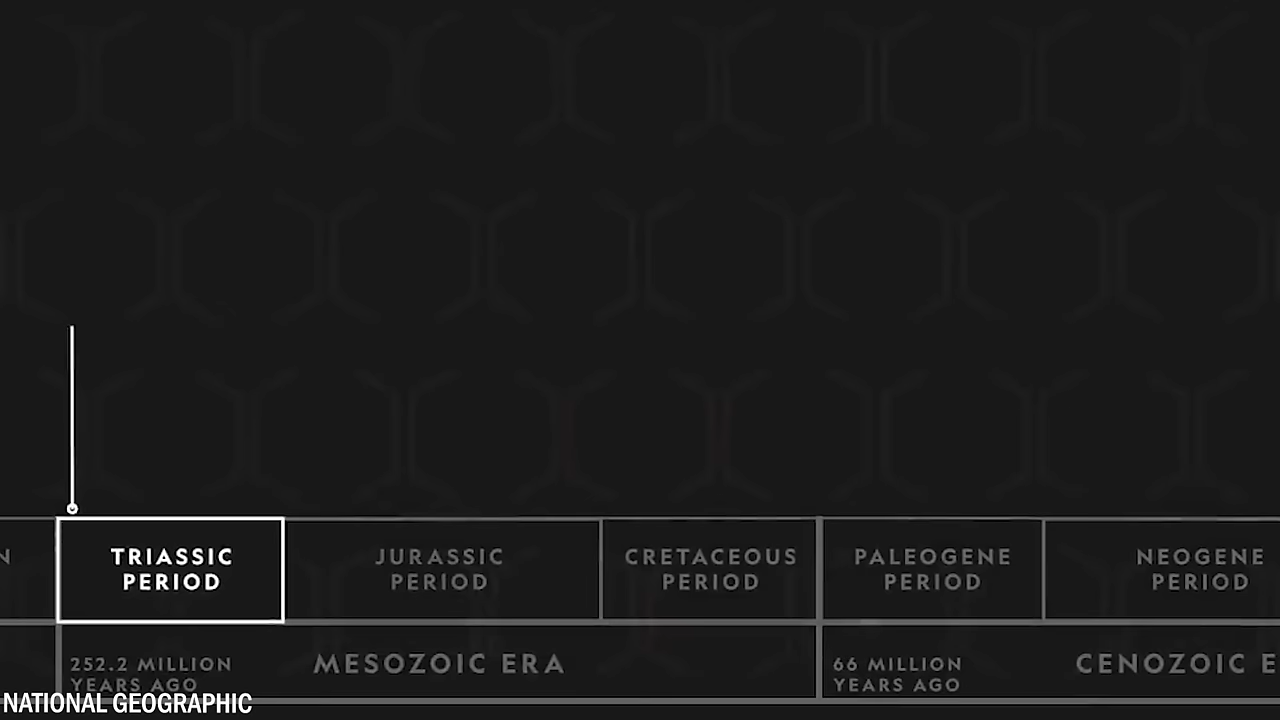 TRIASSIC
PERIOD
JURASSIC
PERIOD
CRETACEOUS
PERIOD
PALEOGENE
PERIOD
NEOGENE
PERIOD
252.2 MILLION
YEARS AGO
MESOZOIC ERA
66 MILLION
YEARS AGO
CENOZOIC E
NATIONAL GEOGRAPHIC